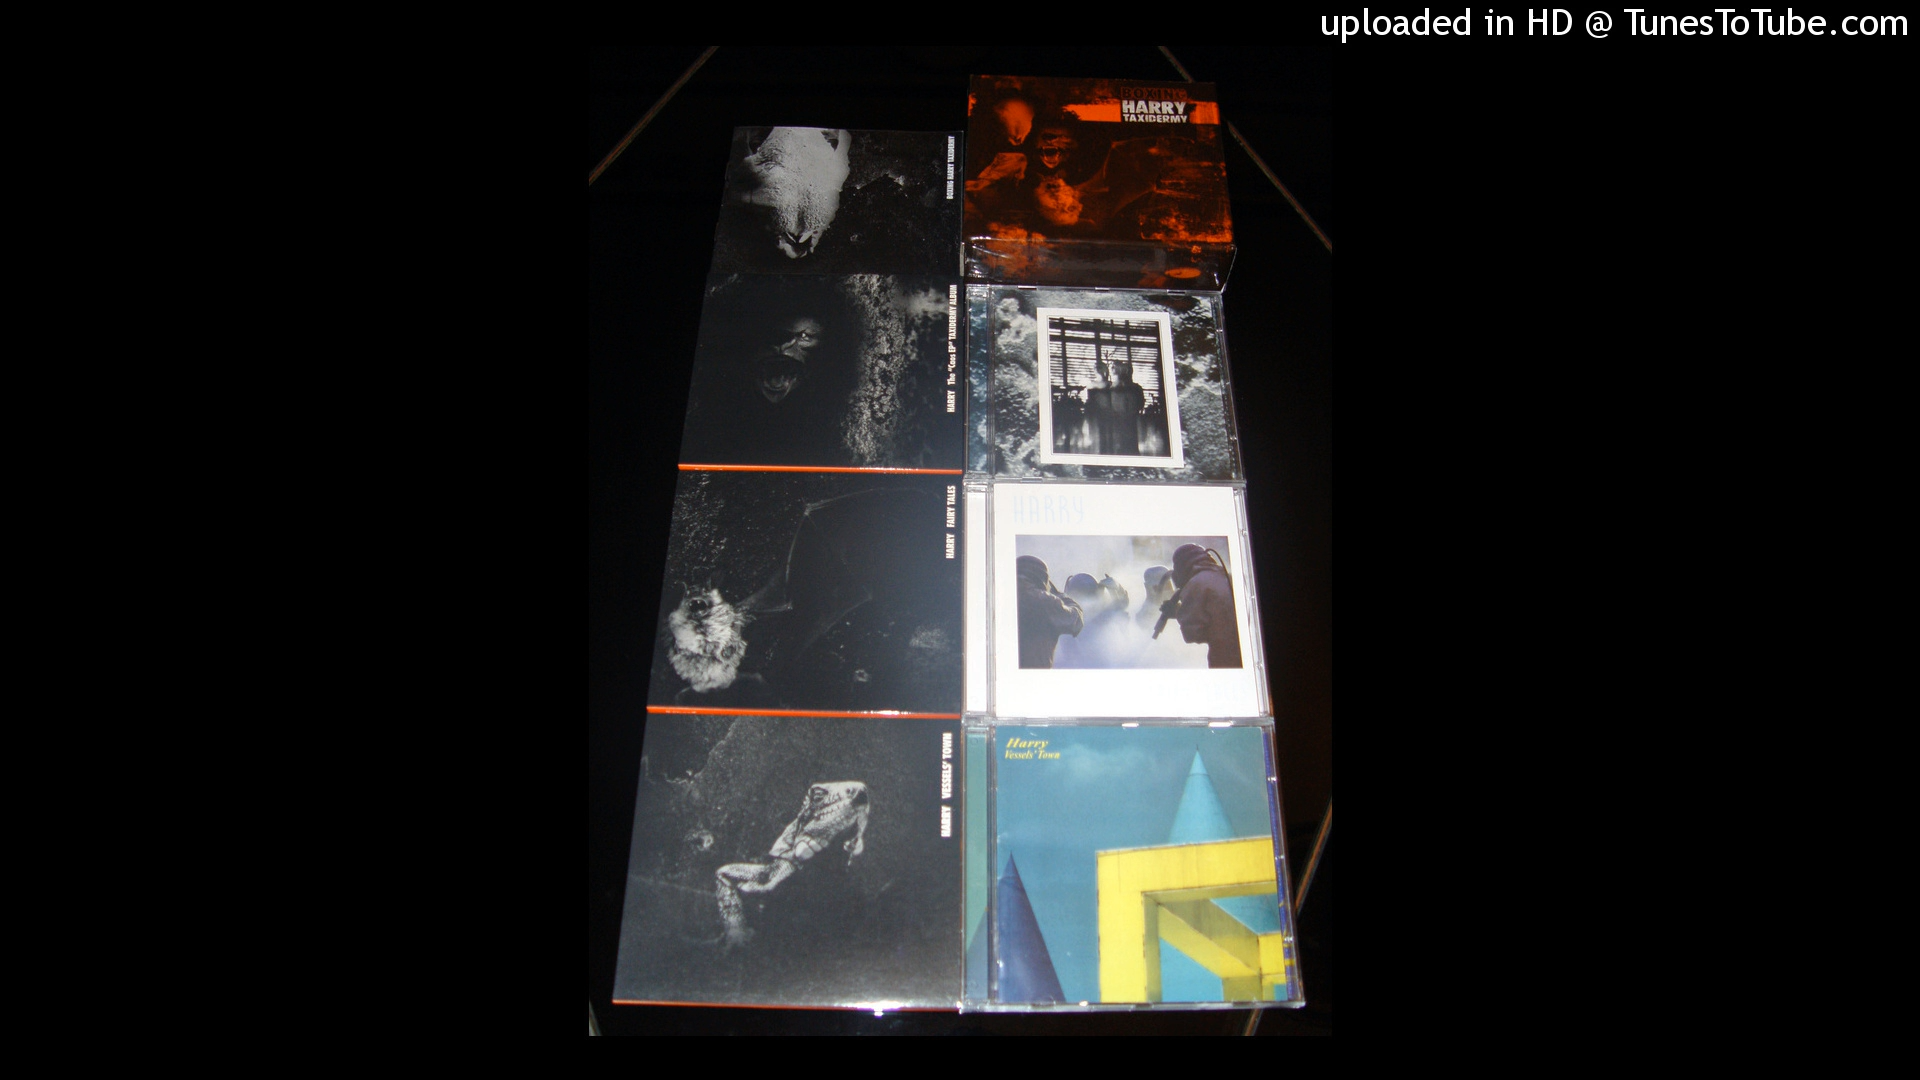 uploaded in HD @ TunesToTube.com
BOXING
HARRY
TAXIDERMY
BOXING HARRY TAXIDERMY
HARRY The "Caos EP" TAXIDERMY ALBUM
HARRY FAIRY TALES
HARRY
HARRY VESSELS' TOWN
Harry
Vessels' Town